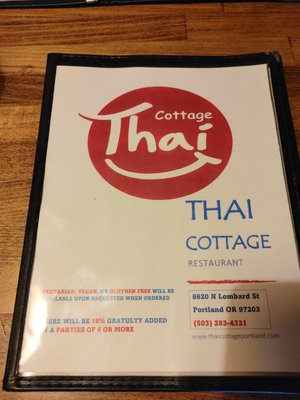 Cottage
Thai
THAI
COTTAGE
RESTAURANT
VEGETARIAN, VEGAN, OR GLUTHEN FREE WILL BE
AVAILABLE UPON REQUESTED WHEN ORDERED
THERE WILL BE 18% GRATUITY ADDED
IN A PARTIES OF 6 OR MORE
8620 N Lombard St
Portland OR 97203
(503) 283-4321
www.thaicottageportland.com